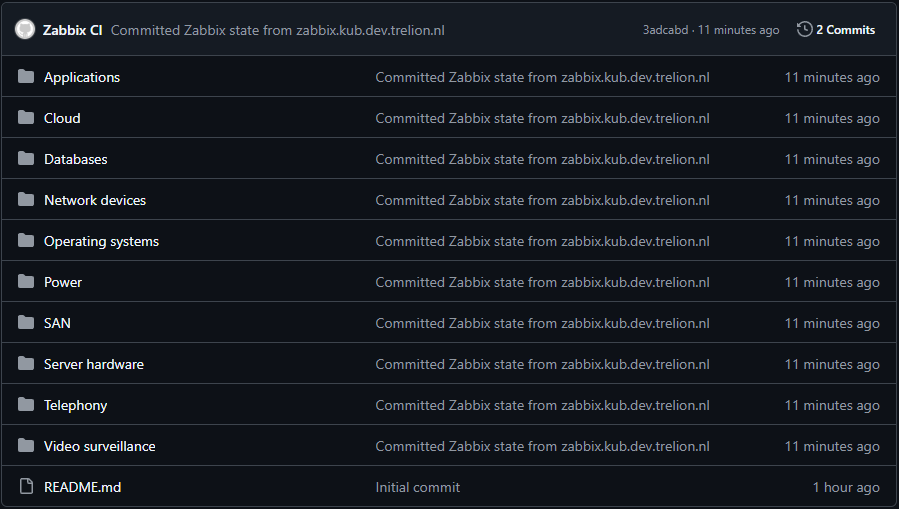 Zabbix CI Committed Zabbix state from zabbix.kub.dev.trelion.nl 3adcabd · 11 minutes ago 2 Commits
Applications Committed Zabbix state from zabbix.kub.dev.trelion.nl 11 minutes ago
Cloud Committed Zabbix state from zabbix.kub.dev.trelion.nl 11 minutes ago
Databases Committed Zabbix state from zabbix.kub.dev.trelion.nl 11 minutes ago
Network devices Committed Zabbix state from zabbix.kub.dev.trelion.nl 11 minutes ago
Operating systems Committed Zabbix state from zabbix.kub.dev.trelion.nl 11 minutes ago
Power Committed Zabbix state from zabbix.kub.dev.trelion.nl 11 minutes ago
SAN Committed Zabbix state from zabbix.kub.dev.trelion.nl 11 minutes ago
Server hardware Committed Zabbix state from zabbix.kub.dev.trelion.nl 11 minutes ago
Telephony Committed Zabbix state from zabbix.kub.dev.trelion.nl 11 minutes ago
Video surveillance Committed Zabbix state from zabbix.kub.dev.trelion.nl 11 minutes ago
README.md Initial commit 1 hour ago